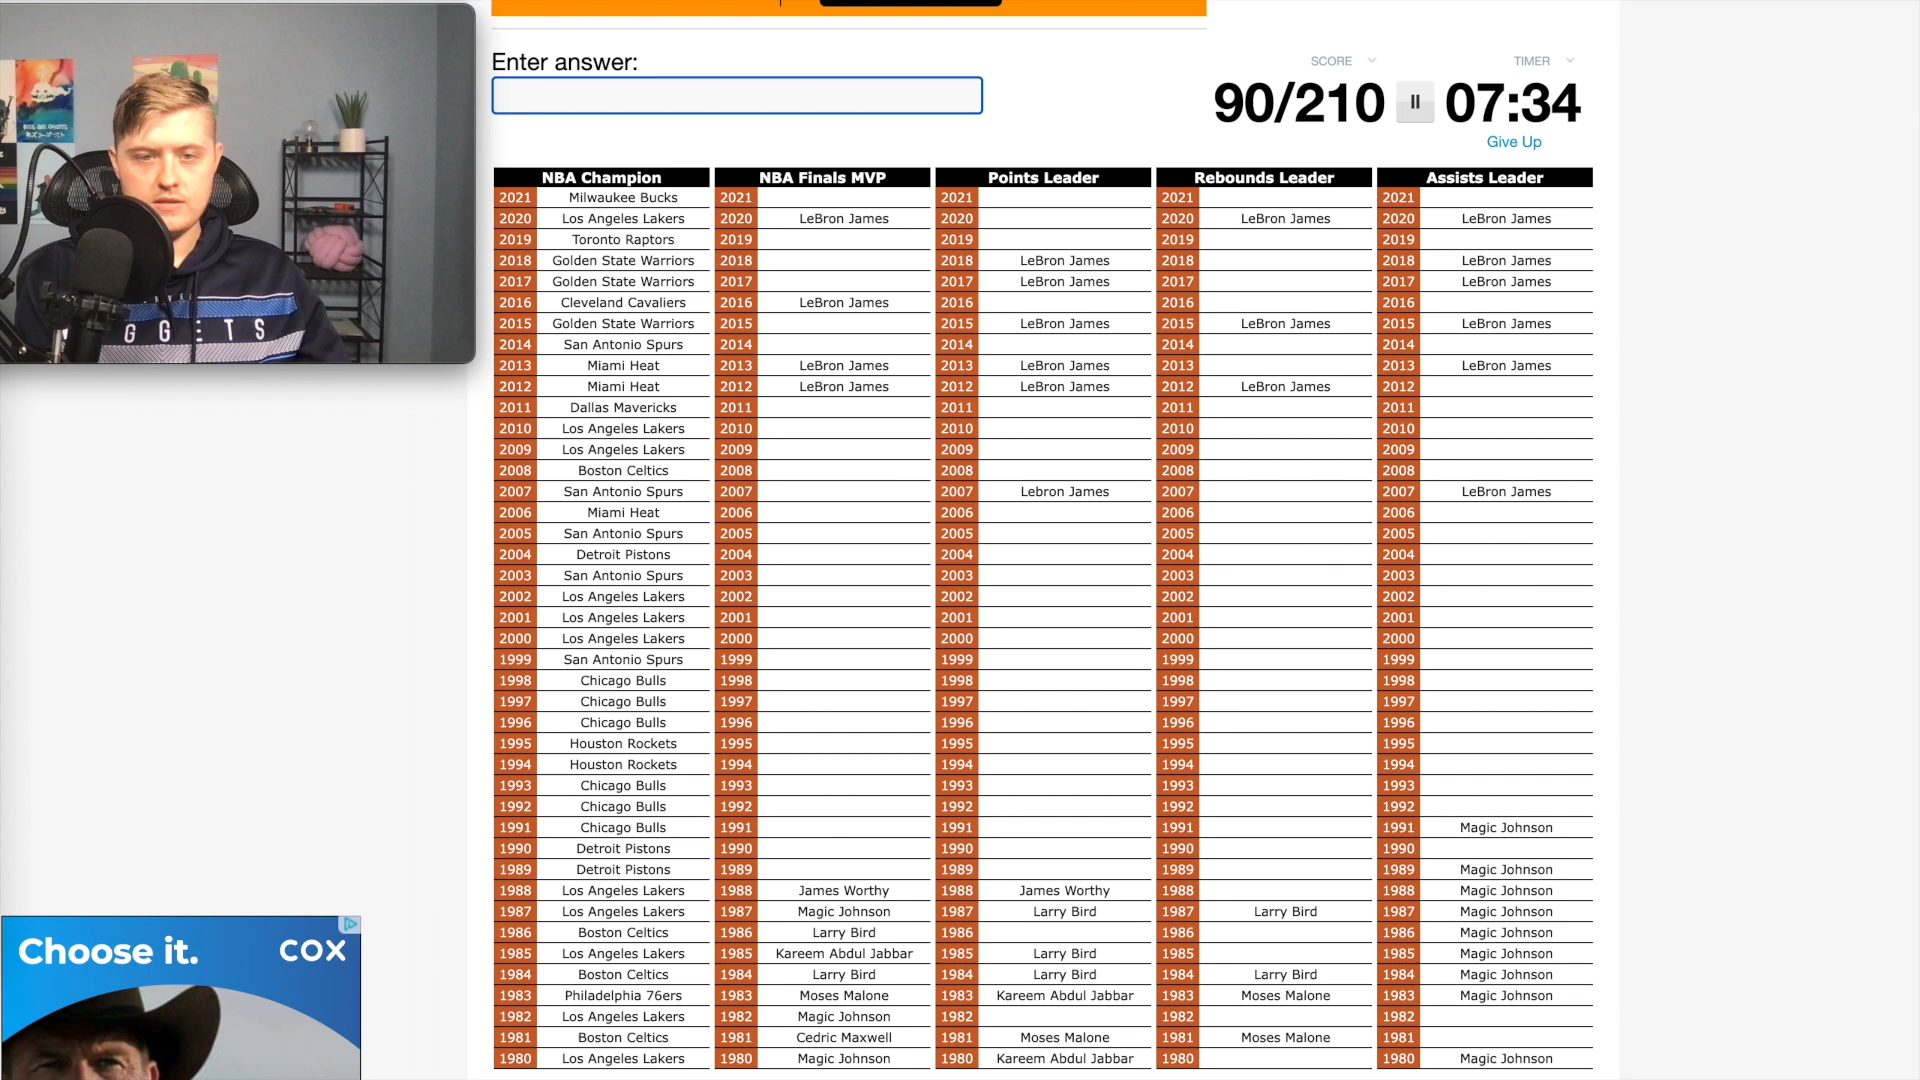 Enter answer:
SCORE
TIMER
90/210
07:34
Give Up
NBA Champion NBA Finals MVP Points Leader Rebounds Leader Assists Leader
2021 Milwaukee Bucks 2021 2021 2021 2021
2020 Los Angeles Lakers 2020 LeBron James 2020 2020 LeBron James 2020 LeBron James
2019 Toronto Raptors 2019 2019 2019 2019
2018 Golden State Warriors 2018 2018 LeBron James 2018 2018 LeBron James
2017 Golden State Warriors 2017 2017 LeBron James 2017 2017 LeBron James
2016 Cleveland Cavaliers 2016 LeBron James 2016 2016 2016
2015 Golden State Warriors 2015 2015 LeBron James 2015 LeBron James 2015 LeBron James
2014 San Antonio Spurs 2014 2014 2014 2014
2013 Miami Heat 2013 LeBron James 2013 LeBron James 2013 2013 LeBron James
2012 Miami Heat 2012 LeBron James 2012 LeBron James 2012 LeBron James 2012
2011 Dallas Mavericks 2011 2011 2011 2011
2010 Los Angeles Lakers 2010 2010 2010 2010
2009 Los Angeles Lakers 2009 2009 2009 2009
2008 Boston Celtics 2008 2008 2008 2008
2007 San Antonio Spurs 2007 2007 Lebron James 2007 2007 LeBron James
2006 Miami Heat 2006 2006 2006 2006
2005 San Antonio Spurs 2005 2005 2005 2005
2004 Detroit Pistons 2004 2004 2004 2004
2003 San Antonio Spurs 2003 2003 2003 2003
2002 Los Angeles Lakers 2002 2002 2002 2002
2001 Los Angeles Lakers 2001 2001 2001 2001
2000 Los Angeles Lakers 2000 2000 2000 2000
1999 San Antonio Spurs 1999 1999 1999 1999
1998 Chicago Bulls 1998 1998 1998 1998
1997 Chicago Bulls 1997 1997 1997 1997
1996 Chicago Bulls 1996 1996 1996 1996
1995 Houston Rockets 1995 1995 1995 1995
1994 Houston Rockets 1994 1994 1994 1994
1993 Chicago Bulls 1993 1993 1993 1993
1992 Chicago Bulls 1992 1992 1992 1992
1991 Chicago Bulls 1991 1991 1991 1991 Magic Johnson
1990 Detroit Pistons 1990 1990 1990 1990
1989 Detroit Pistons 1989 1989 1989 1989 Magic Johnson
1988 Los Angeles Lakers 1988 James Worthy 1988 James Worthy 1988 1988 Magic Johnson
1987 Los Angeles Lakers 1987 Magic Johnson 1987 Larry Bird 1987 Larry Bird 1987 Magic Johnson
1986 Boston Celtics 1986 Larry Bird 1986 1986 1986 Magic Johnson
1985 Los Angeles Lakers 1985 Kareem Abdul Jabbar 1985 Larry Bird 1985 1985 Magic Johnson
1984 Boston Celtics 1984 Larry Bird 1984 Larry Bird 1984 Larry Bird 1984 Magic Johnson
1983 Philadelphia 76ers 1983 Moses Malone 1983 Kareem Abdul Jabbar 1983 Moses Malone 1983 Magic Johnson
1982 Los Angeles Lakers 1982 Magic Johnson 1982 1982 1982
1981 Boston Celtics 1981 Cedric Maxwell 1981 Moses Malone 1981 Moses Malone 1981
1980 Los Angeles Lakers 1980 Magic Johnson 1980 Kareem Abdul Jabbar 1980 1980 Magic Johnson
Choose it. COX
GGETS